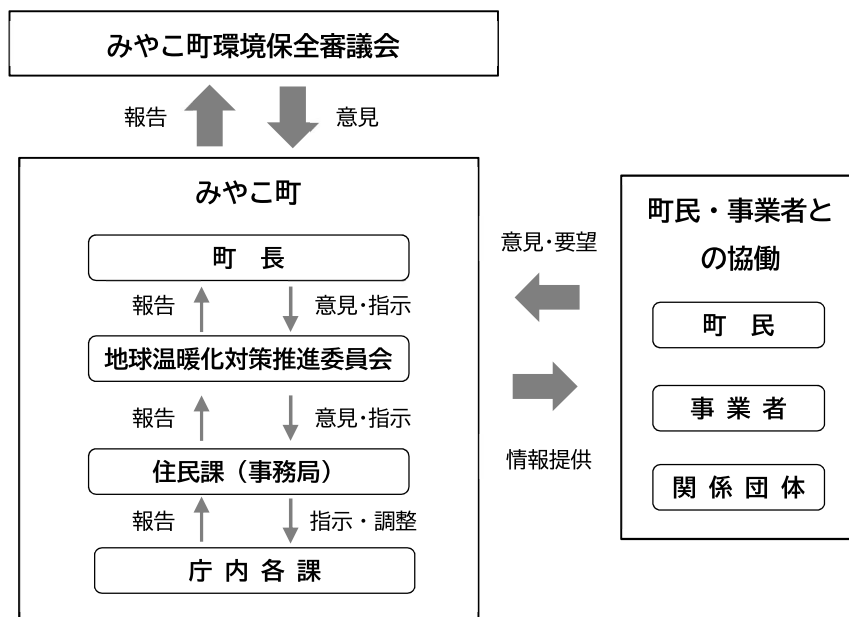 みやこ町環境保全審議会
報告
意見
みやこ町
町　長
報告
意見・指示
地球温暖化対策推進委員会
報告
意見・指示
住民課（事務局）
報告
指示・調整
庁 内 各 課
意見・要望
情報提供
町民・事業者と
の協働
町　民
事 業 者
関 係 団 体